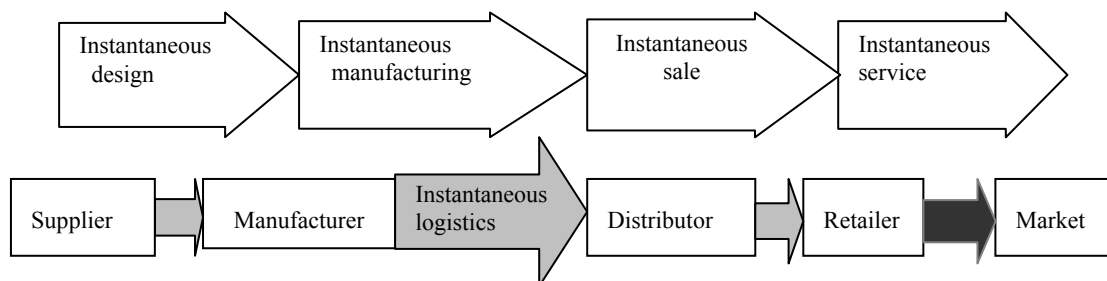 Instantaneous
design
Instantaneous
manufacturing
Instantaneous
sale
Instantaneous
service
Supplier
Manufacturer
Instantaneous
logistics
Distributor
Retailer
Market